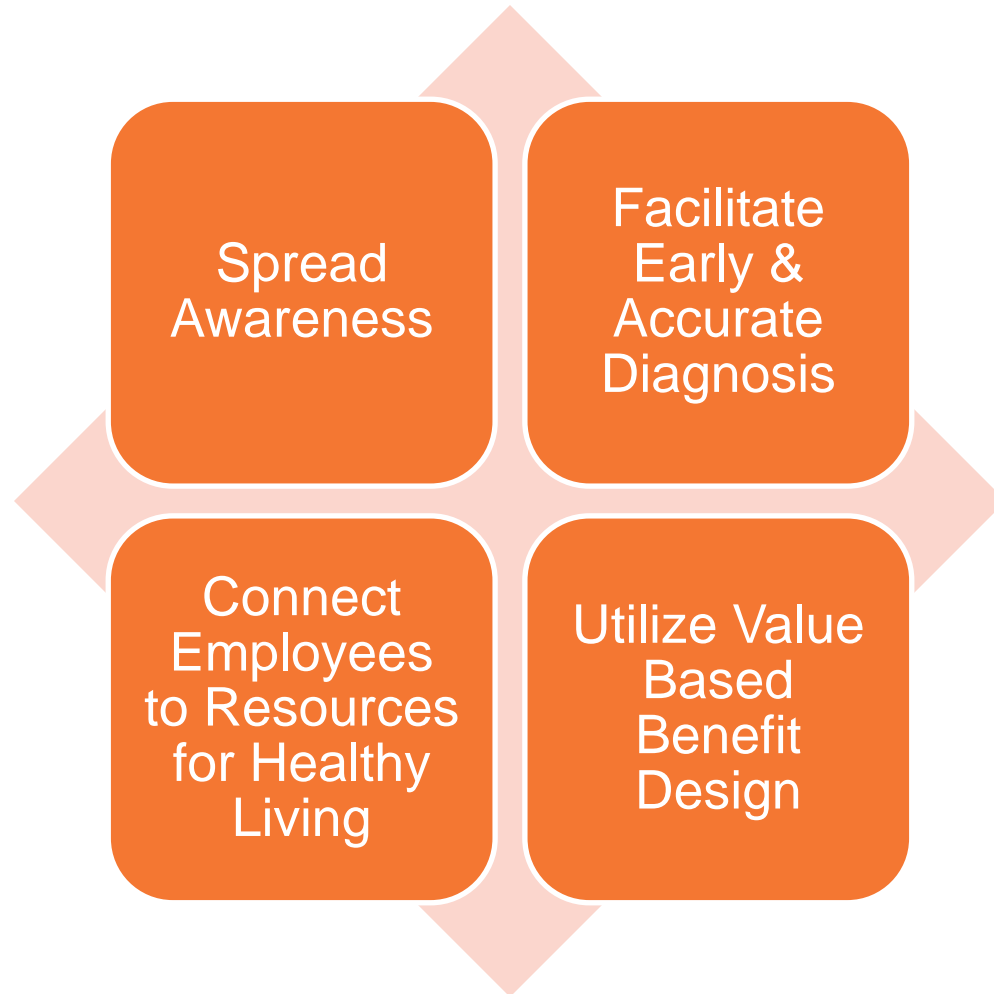 Spread
Awareness
Facilitate
Early &
Accurate
Diagnosis
Connect
Employees
to Resources
for Healthy
Living
Utilize Value
Based
Benefit
Design